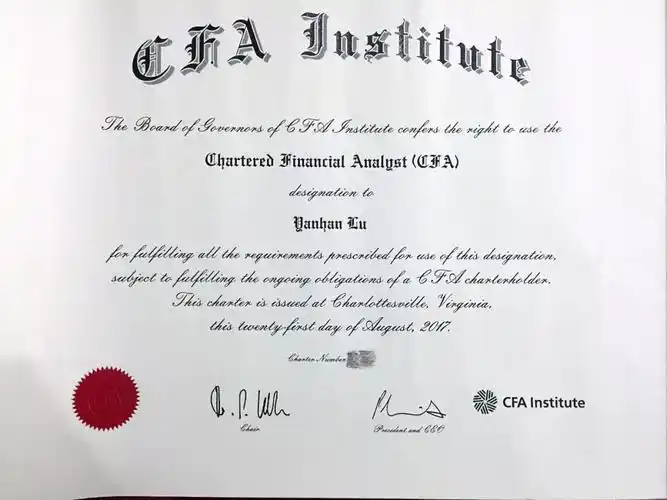 CFA Institute
The Board of Governors of CFA Institute confers the right to use the
Chartered Financial Analyst (CFA)
designation to
Yanhan Lu
for fulfilling all the requirements prescribed for use of this designation,
subject to fulfilling the ongoing obligations of a CFA charterholder.
This charter is issued at Charlottesville, Virginia,
this twenty-first day of August, 2017.
Charter Number
CFA
Chair
President and CEO
CFA Institute